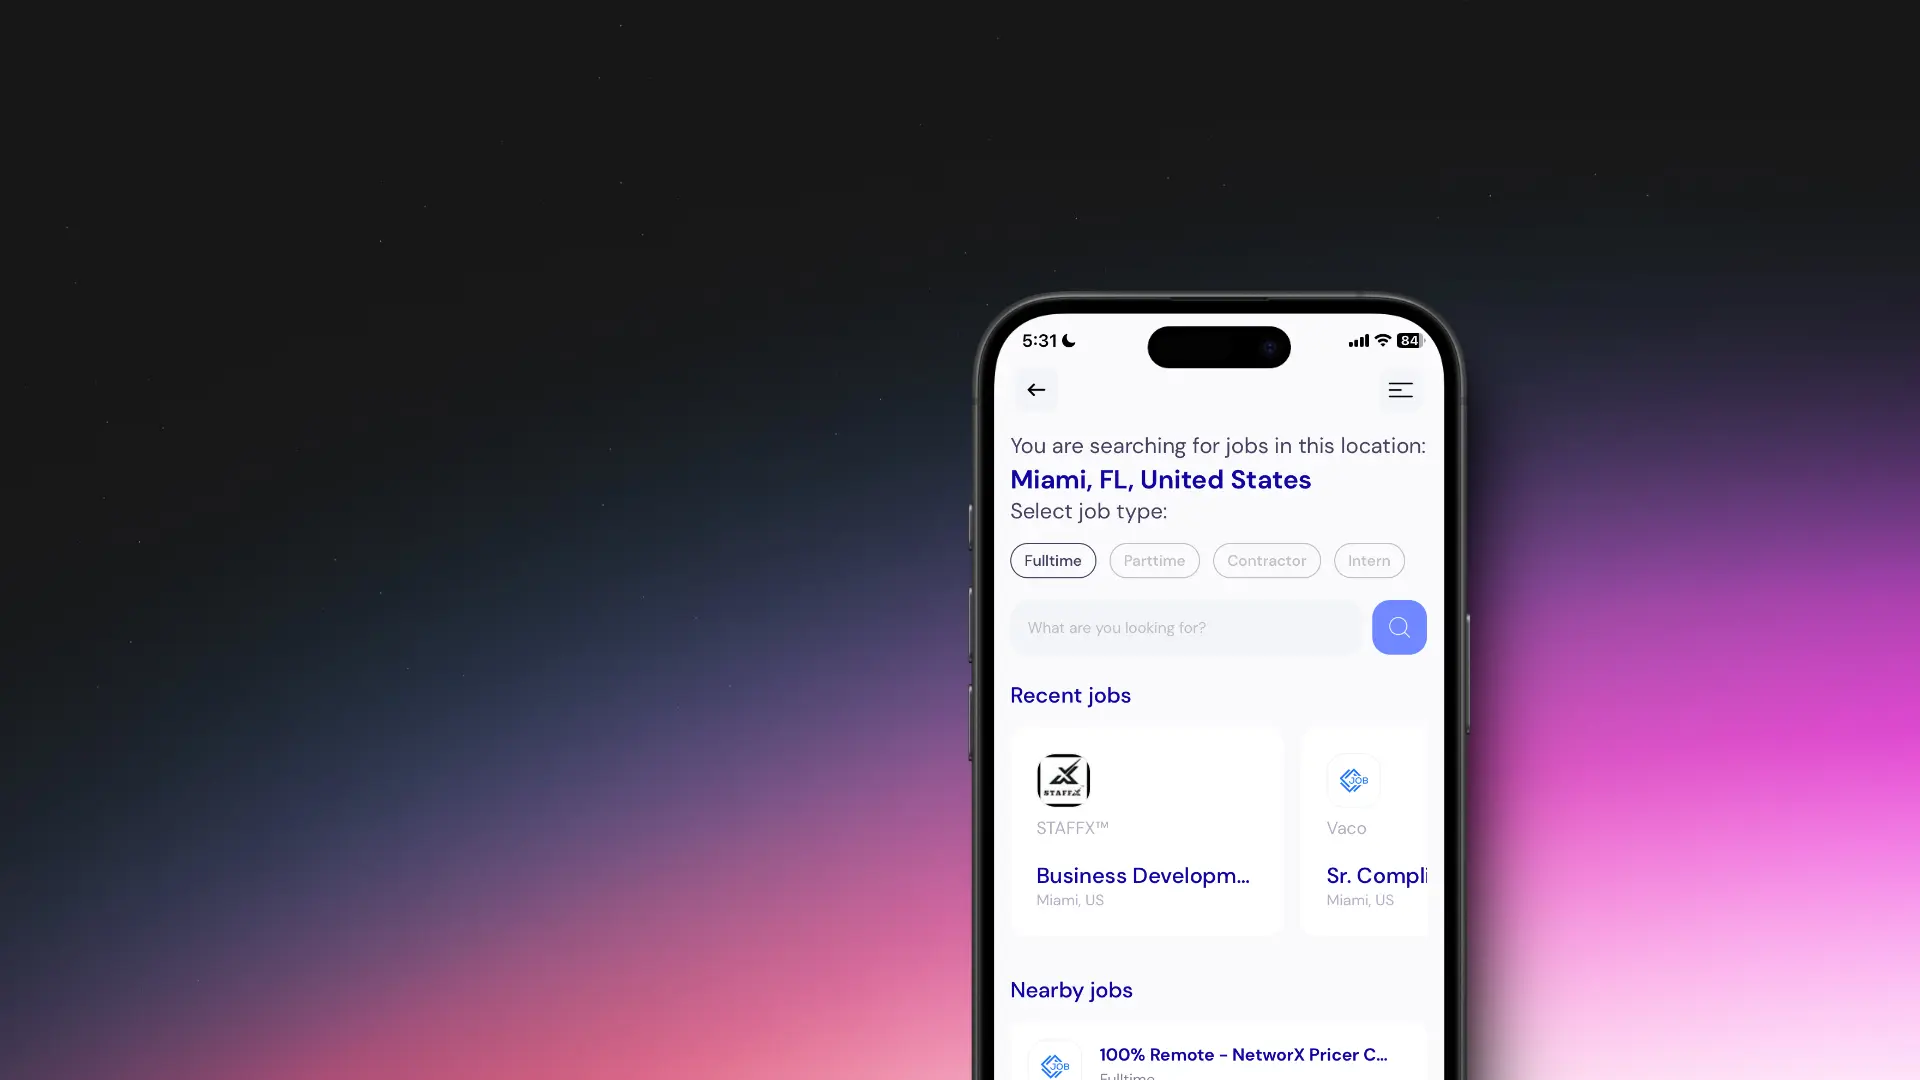 5:31
84
You are searching for jobs in this location:
Miami, FL, United States
Select job type:
Fulltime Parttime Contractor Intern
What are you looking for?
Recent jobs
STAFFX
JOB
STAFFX™ Vaco
Business Developm... Sr. Compli
Miami, US Miami, US
Nearby jobs
100% Remote - NetworX Pricer C...
JOB
Fulltime